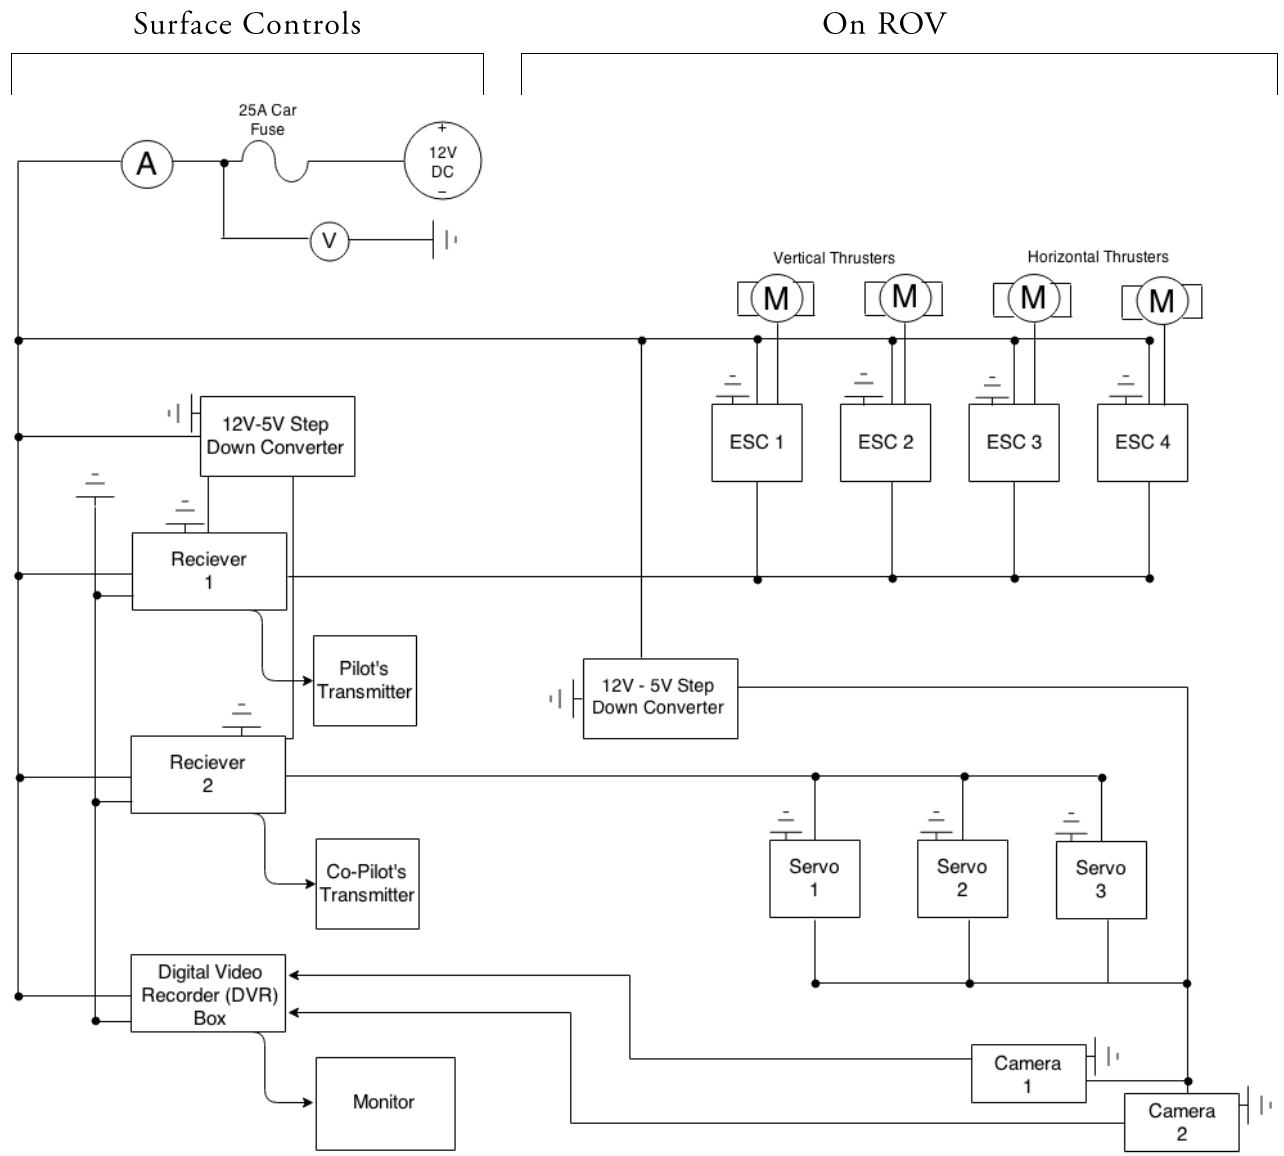 Surface Controls
On ROV
25A Car
Fuse
A
+
12V
DC
−
V
Vertical Thrusters
Horizontal Thrusters
M
M
M
M
12V-5V Step
Down Converter
ESC 1
ESC 2
ESC 3
ESC 4
Reciever
1
Pilot's
Transmitter
12V - 5V Step
Down Converter
Reciever
2
Co-Pilot's
Transmitter
Servo
1
Servo
2
Servo
3
Digital Video
Recorder (DVR)
Box
Monitor
Camera
1
Camera
2